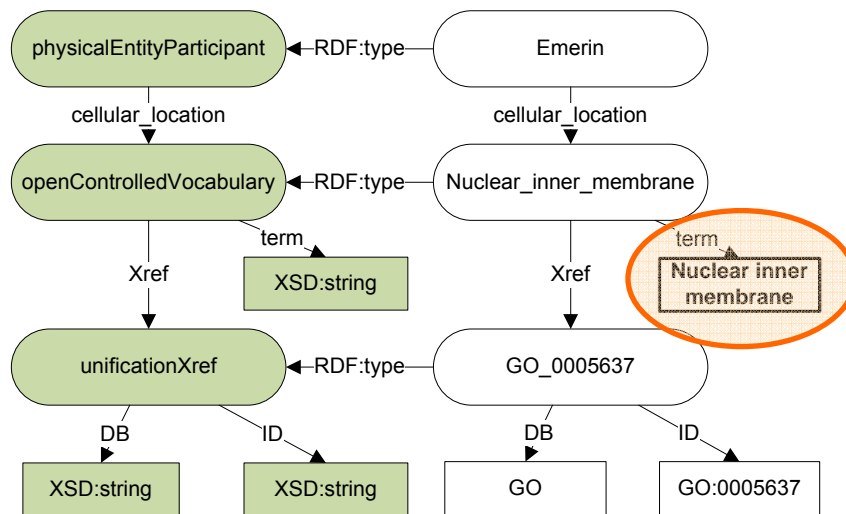 physicalEntityParticipant RDF:type Emerin
cellular_location cellular_location
openControlledVocabulary RDF:type Nuclear_inner_membrane
term term
Xref XSD:string Xref Nuclear inner
membrane
unificationXref RDF:type GO_0005637
DB ID DB ID
XSD:string XSD:string GO GO:0005637